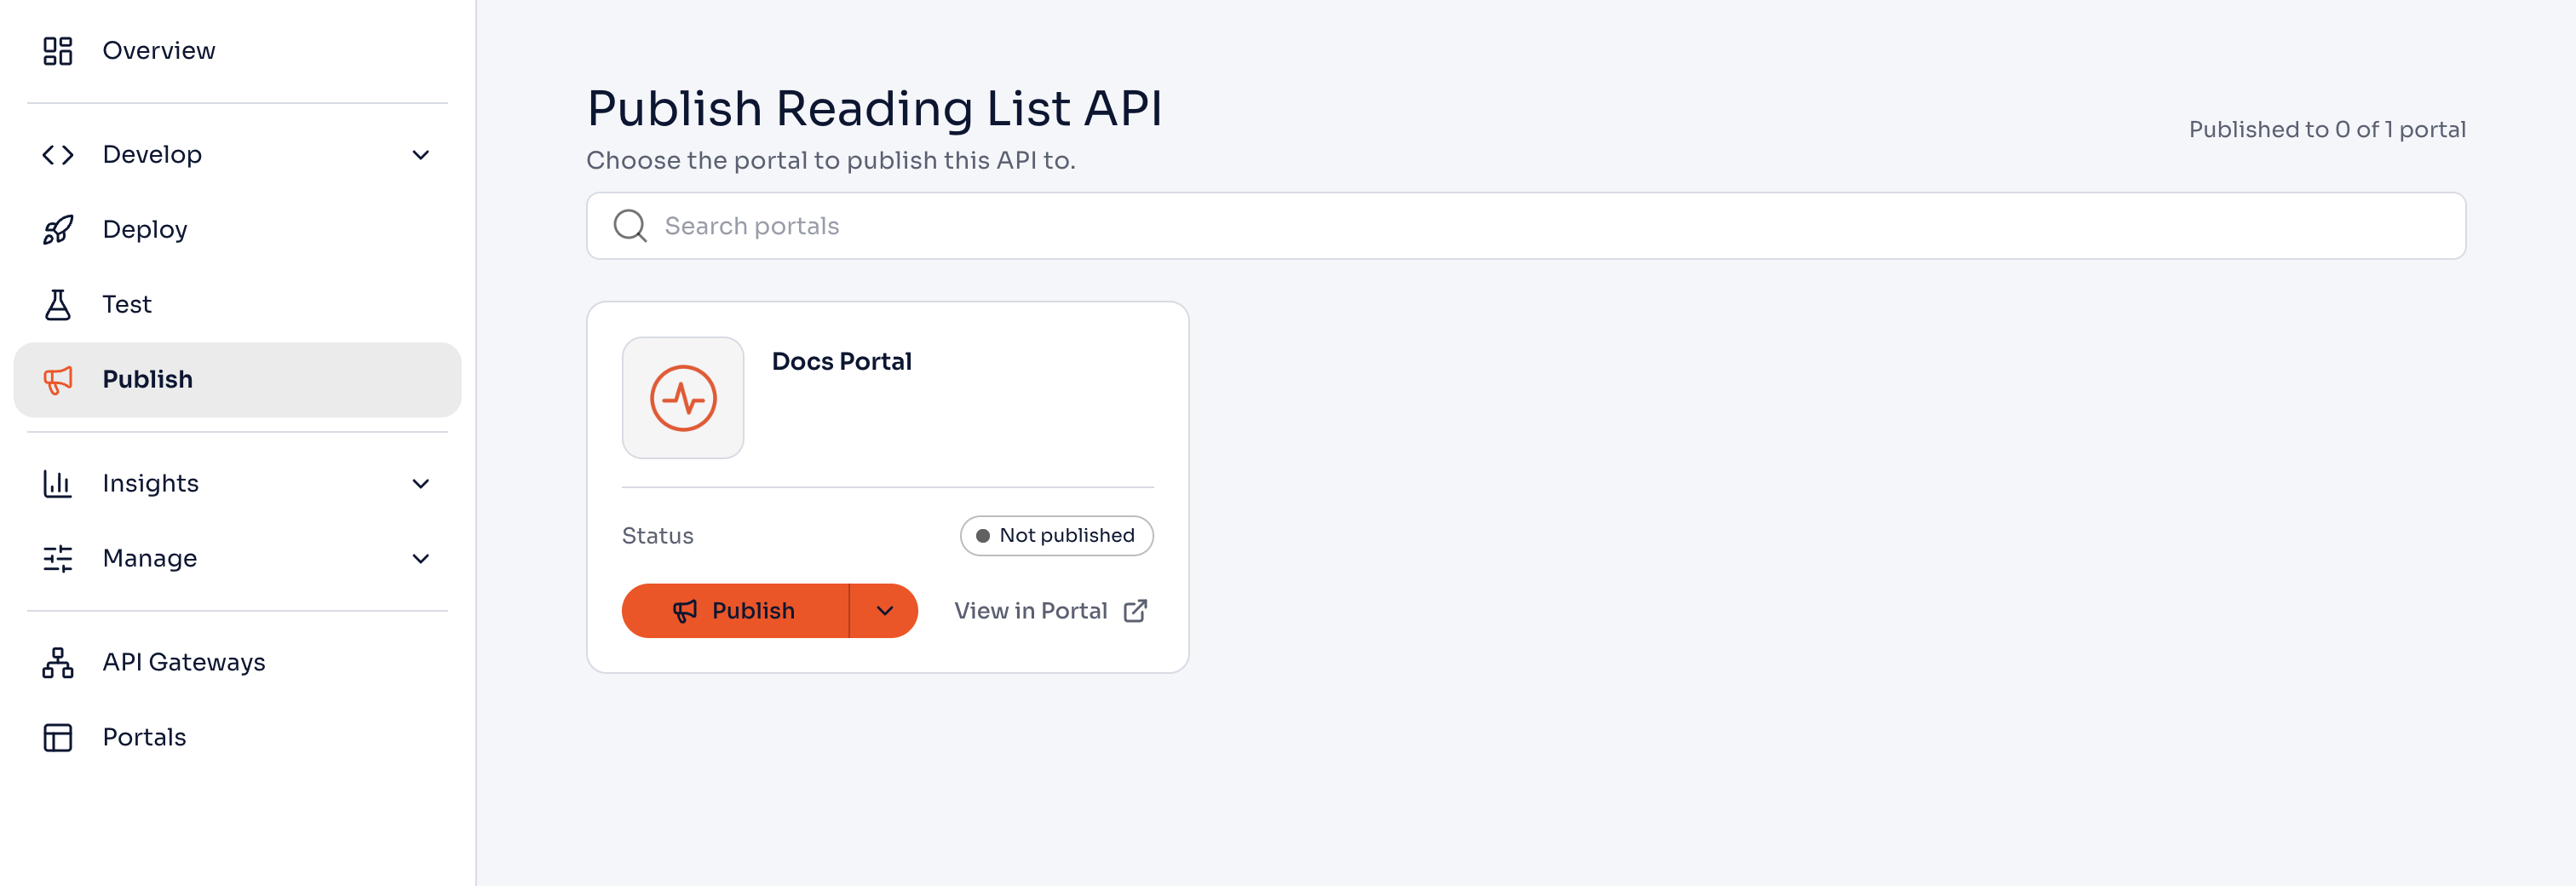 Overview
Develop
Deploy
Test
Publish
Insights
Manage
API Gateways
Portals
Publish Reading List API
Choose the portal to publish this API to.
Published to 0 of 1 portal
Search portals
Docs Portal
Status
Not published
Publish
View in Portal